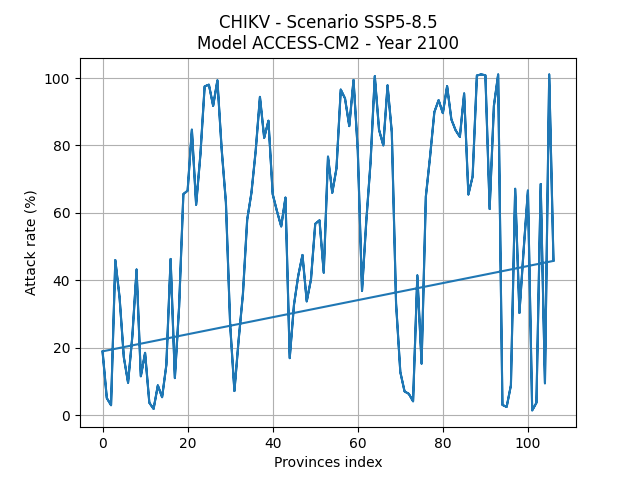 CHIKV - Scenario SSP5-8.5
Model ACCESS-CM2 - Year 2100
Attack rate (%)
100
80
60
40
20
0
0 20 40 60 80 100
Provinces index